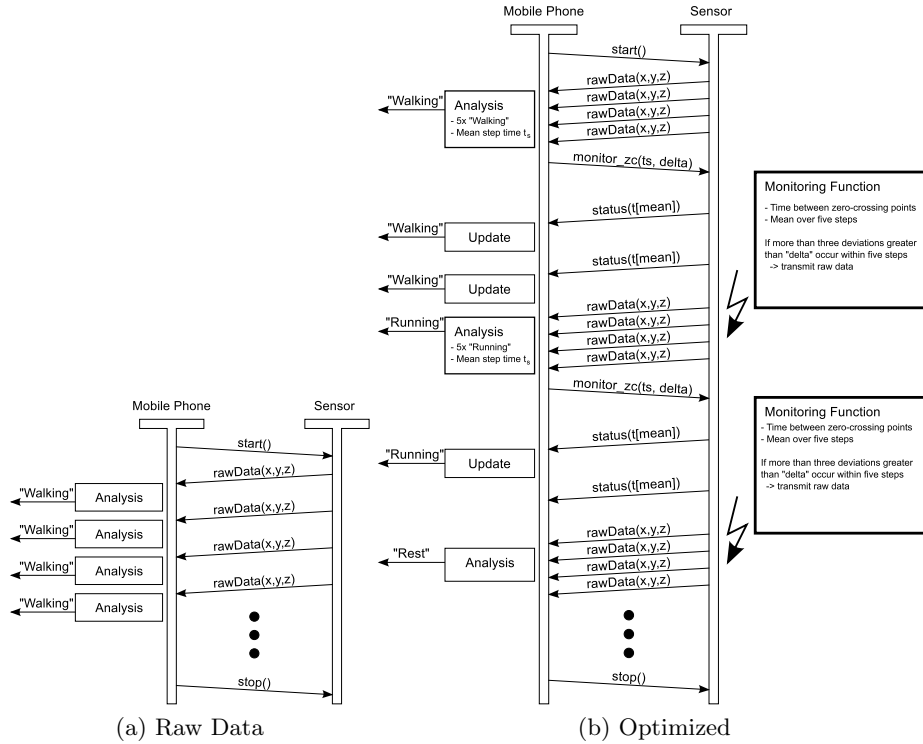 Mobile Phone
Sensor
start()
rawData(x,y,z)
rawData(x,y,z)
rawData(x,y,z)
rawData(x,y,z)
"Walking"
Analysis
- 5x "Walking"
- Mean step time ts
monitor_zc(ts, delta)
Monitoring Function
- Time between zero-crossing points
- Mean over five steps
If more than three deviations greater
than "delta" occur within five steps
-> transmit raw data
status(t[mean])
"Walking"
Update
status(t[mean])
"Walking"
Update
rawData(x,y,z)
rawData(x,y,z)
rawData(x,y,z)
rawData(x,y,z)
"Running"
Analysis
- 5x "Running"
- Mean step time ts
monitor_zc(ts, delta)
Monitoring Function
- Time between zero-crossing points
- Mean over five steps
If more than three deviations greater
than "delta" occur within five steps
-> transmit raw data
status(t[mean])
"Running"
Update
status(t[mean])
rawData(x,y,z)
rawData(x,y,z)
rawData(x,y,z)
rawData(x,y,z)
"Rest"
Analysis
stop()
Mobile Phone
Sensor
start()
rawData(x,y,z)
"Walking"
Analysis
rawData(x,y,z)
"Walking"
Analysis
rawData(x,y,z)
"Walking"
Analysis
rawData(x,y,z)
"Walking"
Analysis
stop()
(a) Raw Data
(b) Optimized